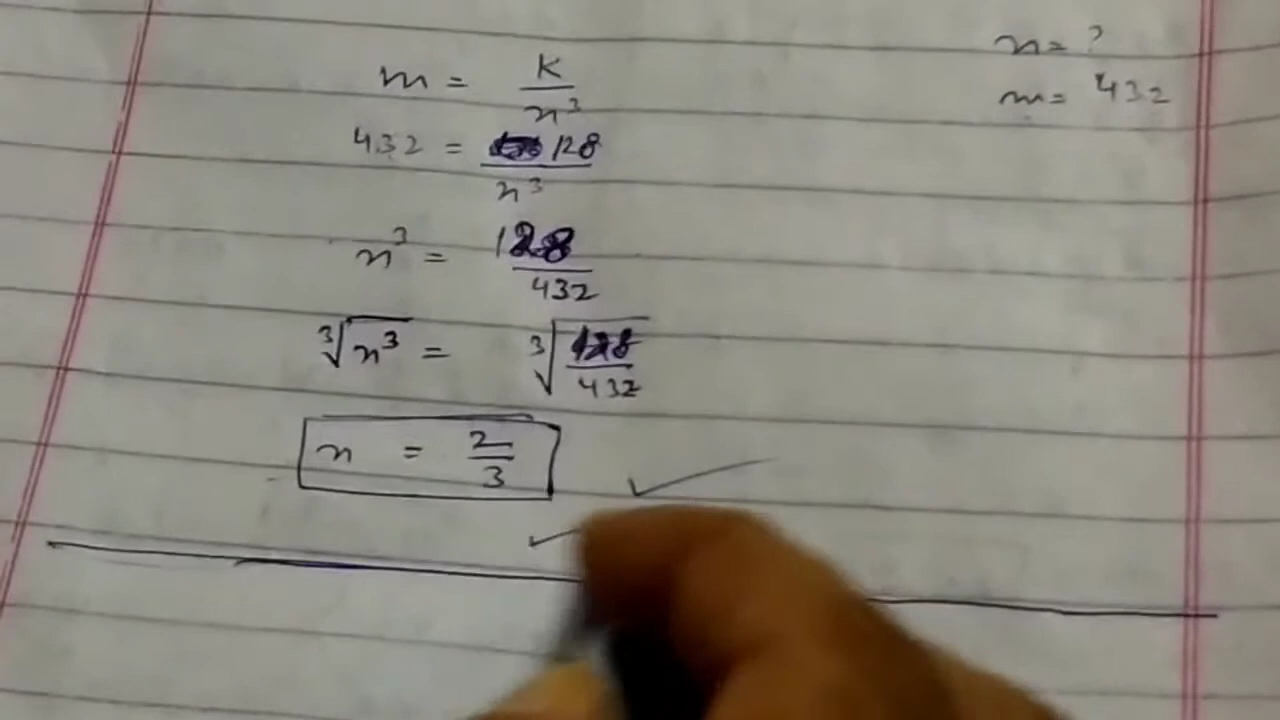 n = ?
m = 432
m = K / n³
432 = 128 / n³
n³ = 128 / 432
∛n³ = ∛(128 / 432)
n = 2 / 3